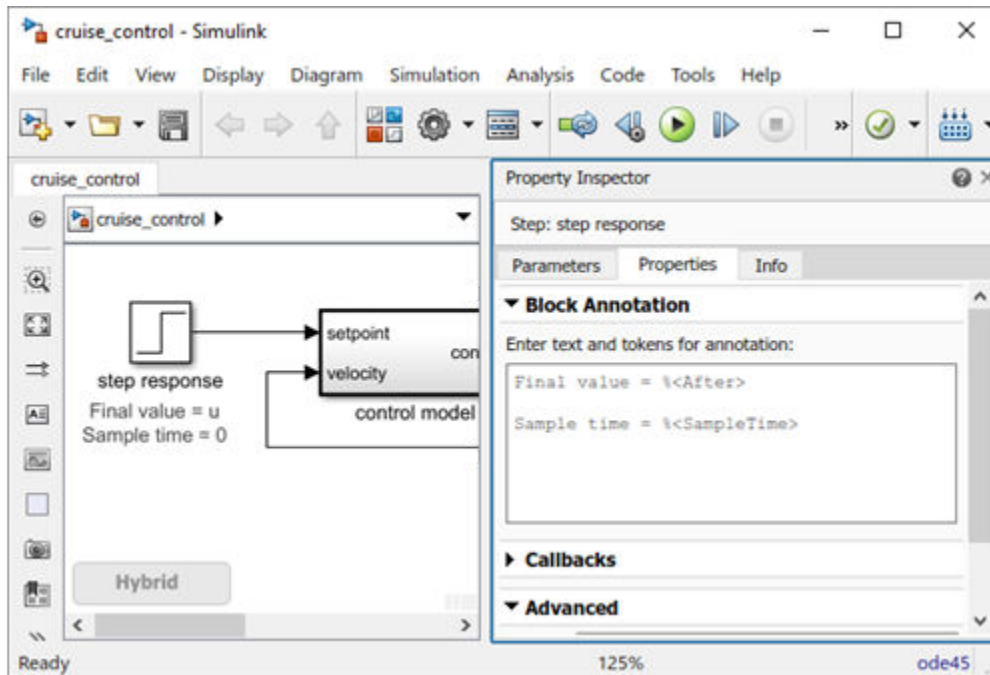 cruise_control - Simulink
File Edit View Display Diagram Simulation Analysis Code Tools Help
»
cruise_control
cruise_control
step response
Final value = u
Sample time = 0
setpoint
velocity
con
control model
Hybrid
Property Inspector
Step: step response
Parameters Properties Info
Block Annotation
Enter text and tokens for annotation:
Final value = %<After>
Sample time = %<SampleTime>
Callbacks
Advanced
Ready 125% ode45